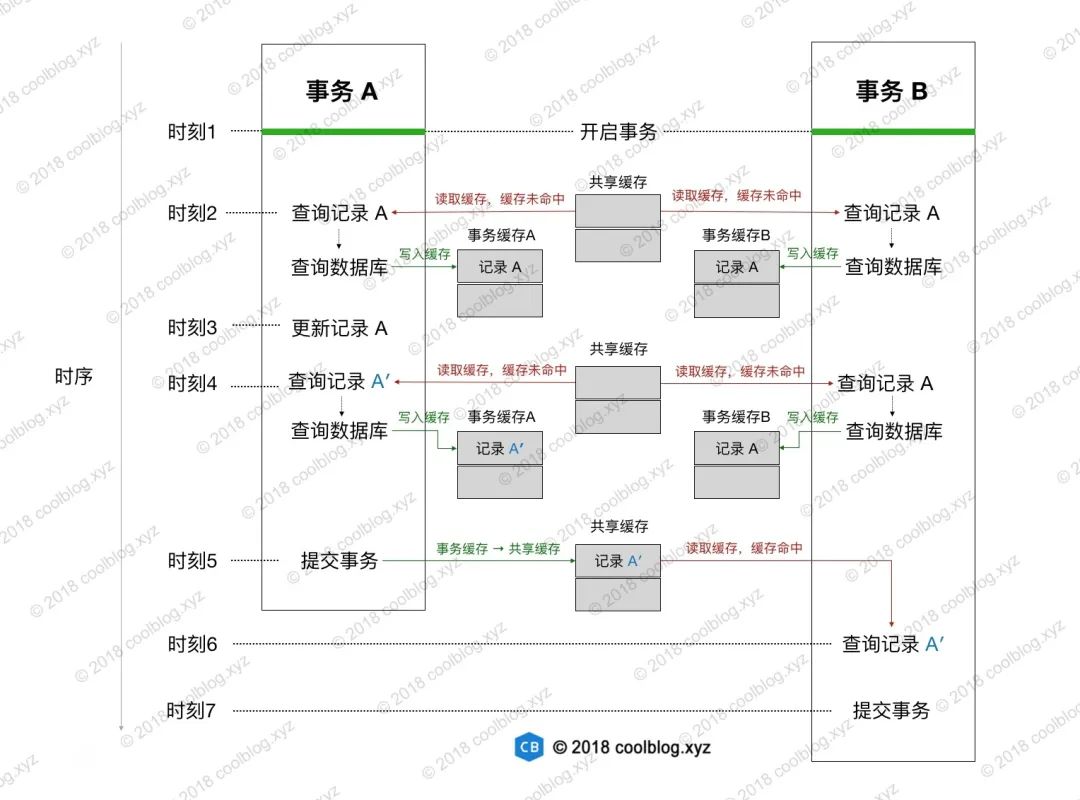 事务 A
事务 B
时刻1
开启事务
共享缓存
时刻2
查询记录 A
读取缓存，缓存未命中
读取缓存，缓存未命中
查询记录 A
事务缓存A
事务缓存B
查询数据库
写入缓存
记录 A
记录 A
写入缓存
查询数据库
时刻3
更新记录 A
共享缓存
时序
时刻4
查询记录 A′
读取缓存，缓存未命中
读取缓存，缓存未命中
查询记录 A
事务缓存A
事务缓存B
查询数据库
写入缓存
记录 A′
记录 A
写入缓存
查询数据库
共享缓存
时刻5
提交事务
事务缓存 → 共享缓存
记录 A′
读取缓存，缓存命中
时刻6
查询记录 A′
时刻7
提交事务
CB © 2018 coolblog.xyz
© 2018 coolblog.xyz